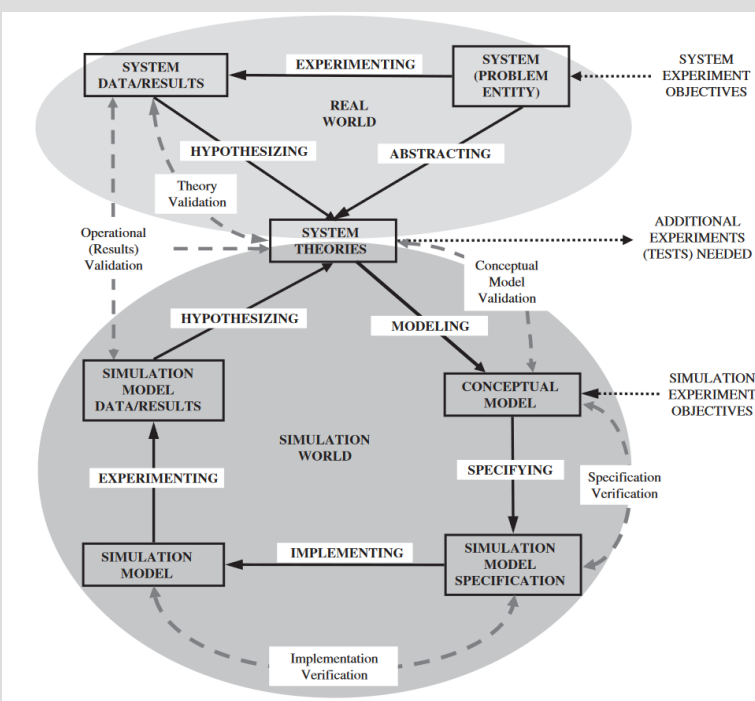 SYSTEM
DATA/RESULTS
EXPERIMENTING
SYSTEM
(PROBLEM
ENTITY)
SYSTEM
EXPERIMENT
OBJECTIVES
REAL
WORLD
HYPOTHESIZING
ABSTRACTING
Theory
Validation
Operational
(Results)
Validation
SYSTEM
THEORIES
ADDITIONAL
EXPERIMENTS
(TESTS) NEEDED
Conceptual
Model
Validation
HYPOTHESIZING
MODELING
SIMULATION
MODEL
DATA/RESULTS
CONCEPTUAL
MODEL
SIMULATION
EXPERIMENT
OBJECTIVES
SIMULATION
WORLD
EXPERIMENTING
SPECIFYING
Specification
Verification
SIMULATION
MODEL
IMPLEMENTING
SIMULATION
MODEL
SPECIFICATION
Implementation
Verification